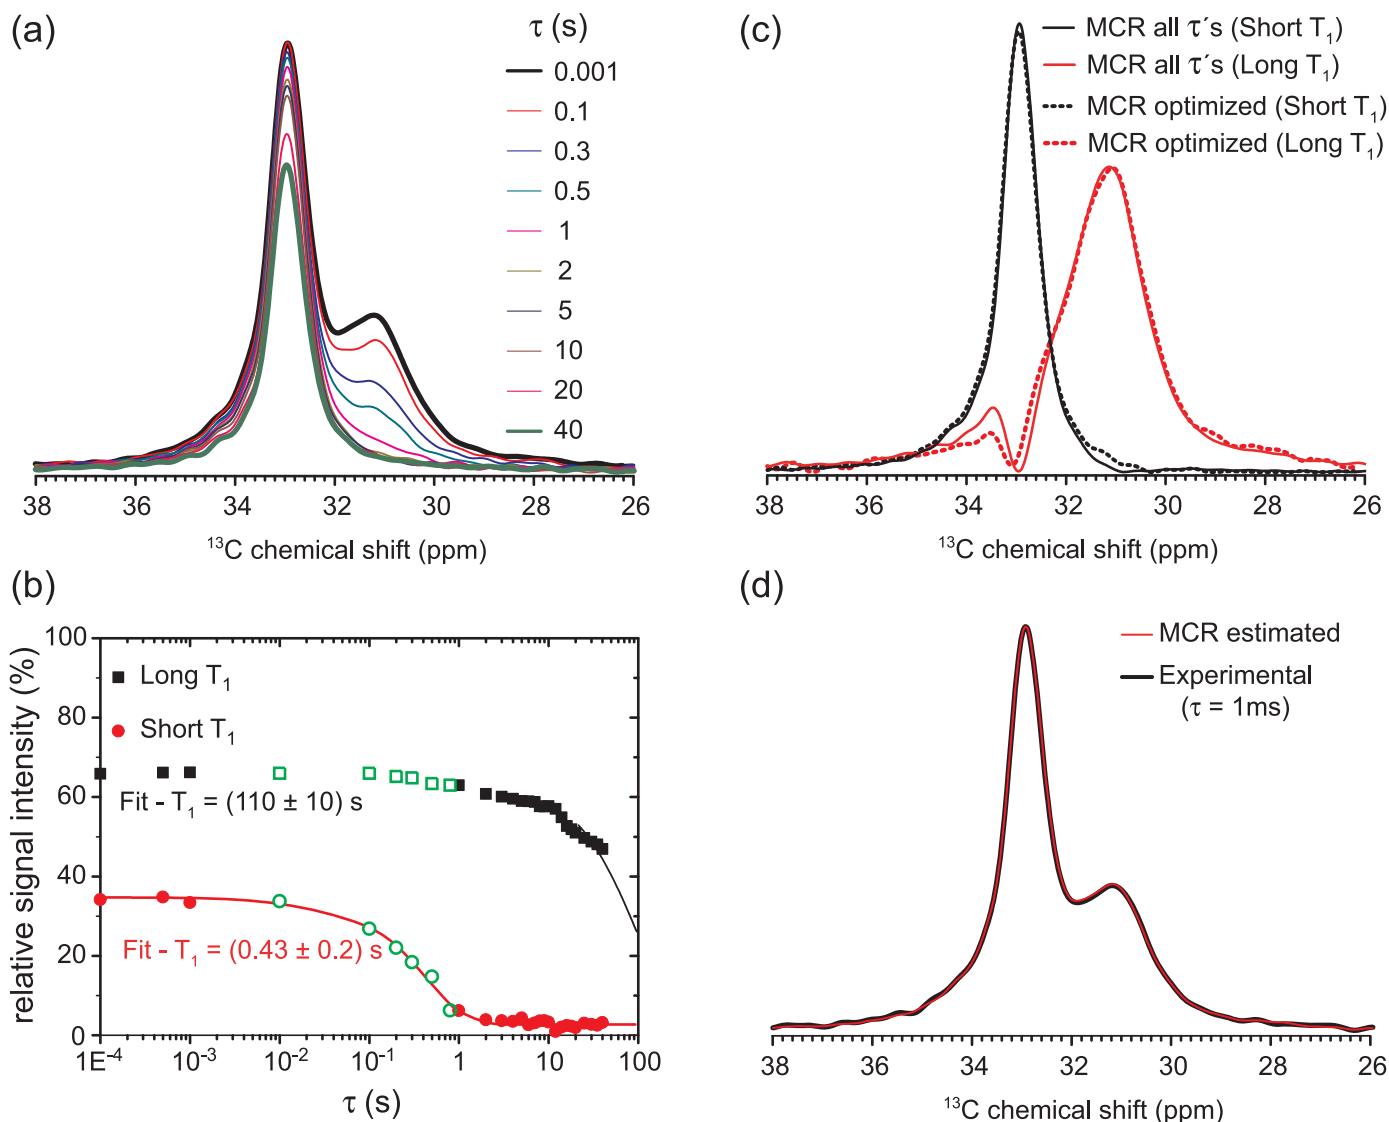 (a)
τ (s)
0.001
0.1
0.3
0.5
1
2
5
10
20
40
38 36 34 32 30 28 26
¹³C chemical shift (ppm)
(c)
MCR all τ´s (Short T₁)
MCR all τ´s (Long T₁)
MCR optimized (Short T₁)
MCR optimized (Long T₁)
38 36 34 32 30 28 26
¹³C chemical shift (ppm)
(b)
relative signal intensity (%)
100
80
60
40
20
0
Long T₁
Short T₁
Fit - T₁ = (110 ± 10) s
Fit - T₁ = (0.43 ± 0.2) s
1E⁻⁴ 10⁻³ 10⁻² 10⁻¹ 1 10 100
τ (s)
(d)
MCR estimated
Experimental
(τ = 1ms)
38 36 34 32 30 28 26
¹³C chemical shift (ppm)